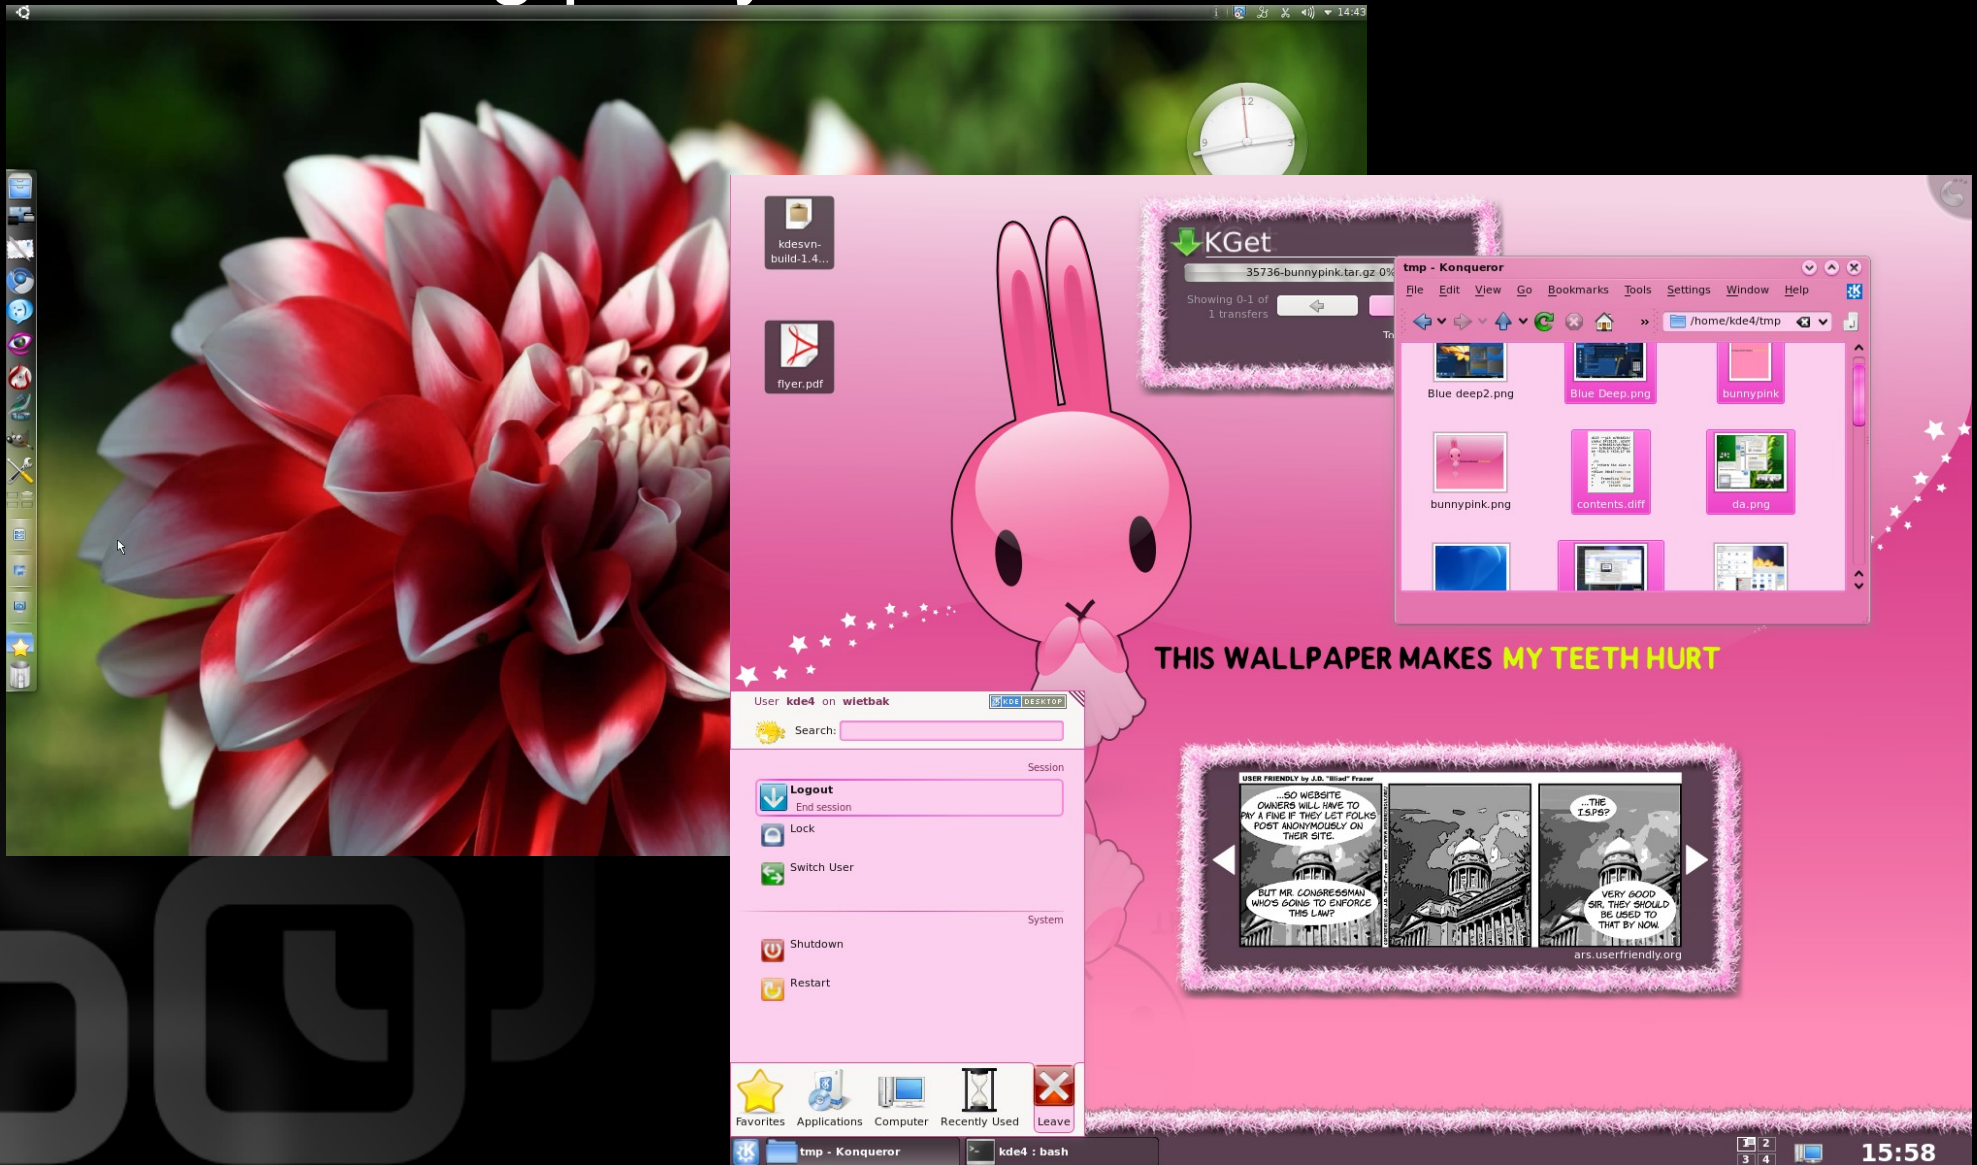 14:43
12
9
3
kdesvn-
build-1.4...
flyer.pdf
KGet
35736-bunnypink.tar.gz 0%
Showing 0-1 of
1 transfers
To
tmp - Konqueror
File Edit View Go Bookmarks Tools Settings Window Help
» /home/kde4/tmp
Blue deep2.png
Blue Deep.png
bunnypink
bunnypink.png
contents.diff
da.png
THIS WALLPAPER MAKES MY TEETH HURT
User kde4 on wietbak
KDE DESKTOP
Search:
Session
Logout
End session
Lock
Switch User
System
Shutdown
Restart
Favorites
Applications
Computer
Recently Used
Leave
USER FRIENDLY by J.D. "Illiad" Frazer
...SO WEBSITE
OWNERS WILL HAVE TO
PAY A FINE IF THEY LET FOLKS
POST ANONYMOUSLY ON
THEIR SITE.
BUT MR. CONGRESSMAN
WHO'S GOING TO ENFORCE
THIS LAW?
...THE
I.S.PS?
VERY GOOD
SIR, THEY SHOULD
BE USED TO
THAT BY NOW.
ars.userfriendly.org
tmp - Konqueror
kde4 : bash
1 2
3 4
15:58